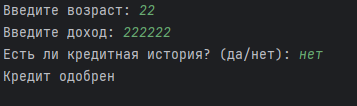 Введите возраст: 22
Введите доход: 222222
Есть ли кредитная история? (да/нет): нет
Кредит одобрен